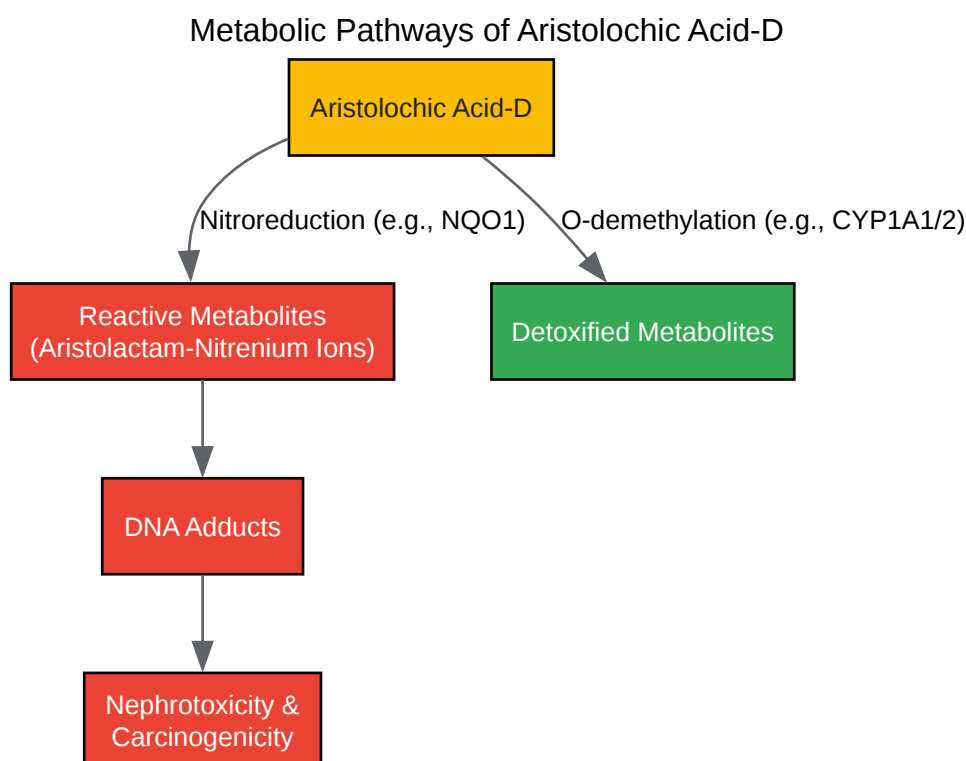 Metabolic Pathways of Aristolochic Acid-D
Aristolochic Acid-D
Nitroreduction (e.g., NQO1)
O-demethylation (e.g., CYP1A1/2)
Reactive Metabolites
(Aristolactam-Nitrenium Ions)
Detoxified Metabolites
DNA Adducts
Nephrotoxicity &
Carcinogenicity